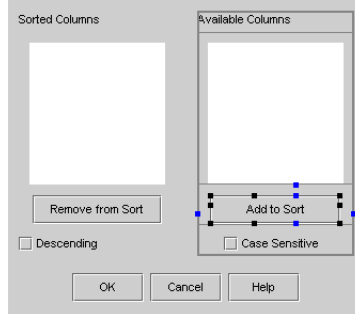 Sorted Columns
Available Columns
Remove from Sort
Add to Sort
Descending
Case Sensitive
OK
Cancel
Help